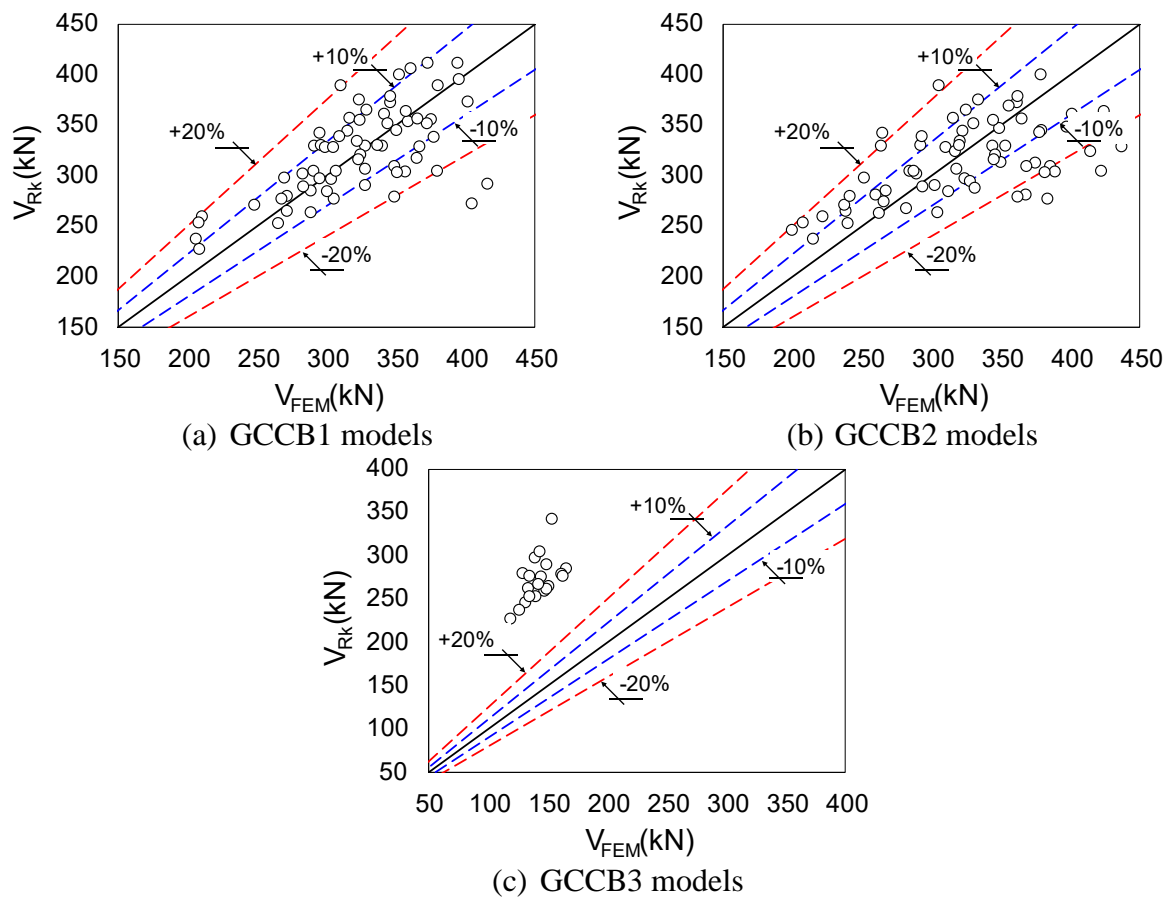 450
400
350
300
250
200
150
V_Rk(kN)
+10%
+20%
-10%
-20%
150 200 250 300 350 400 450
V_FEM(kN)
(a) GCCB1 models
450
400
350
300
250
200
150
V_Rk(kN)
+10%
+20%
-10%
-20%
150 200 250 300 350 400 450
V_FEM(kN)
(b) GCCB2 models
400
350
300
250
200
150
100
50
V_Rk(kN)
+10%
-10%
+20%
-20%
50 100 150 200 250 300 350 400
V_FEM(kN)
(c) GCCB3 models